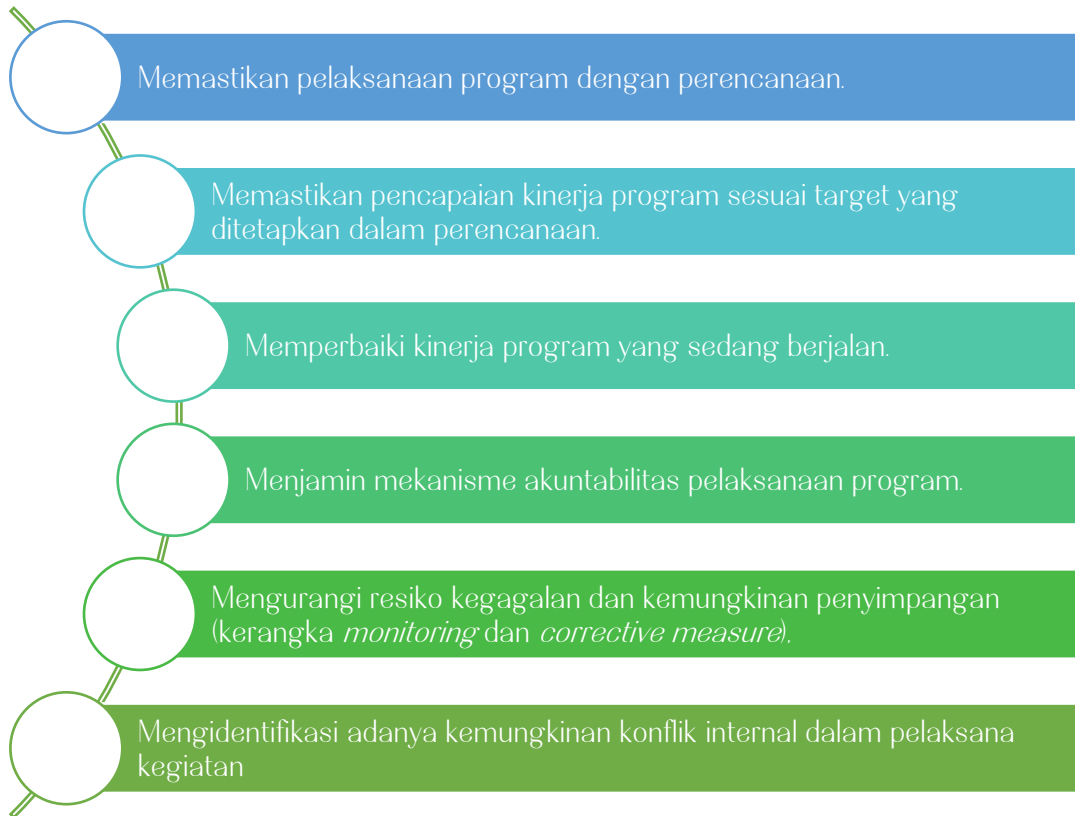 Memastikan pelaksanaan program dengan perencanaan.
Memastikan pencapaian kinerja program sesuai target yang
ditetapkan dalam perencanaan.
Memperbaiki kinerja program yang sedang berjalan.
Menjamin mekanisme akuntabilitas pelaksanaan program.
Mengurangi resiko kegagalan dan kemungkinan penyimpangan
(kerangka monitoring dan corrective measure).
Mengidentifikasi adanya kemungkinan konflik internal dalam pelaksana
kegiatan